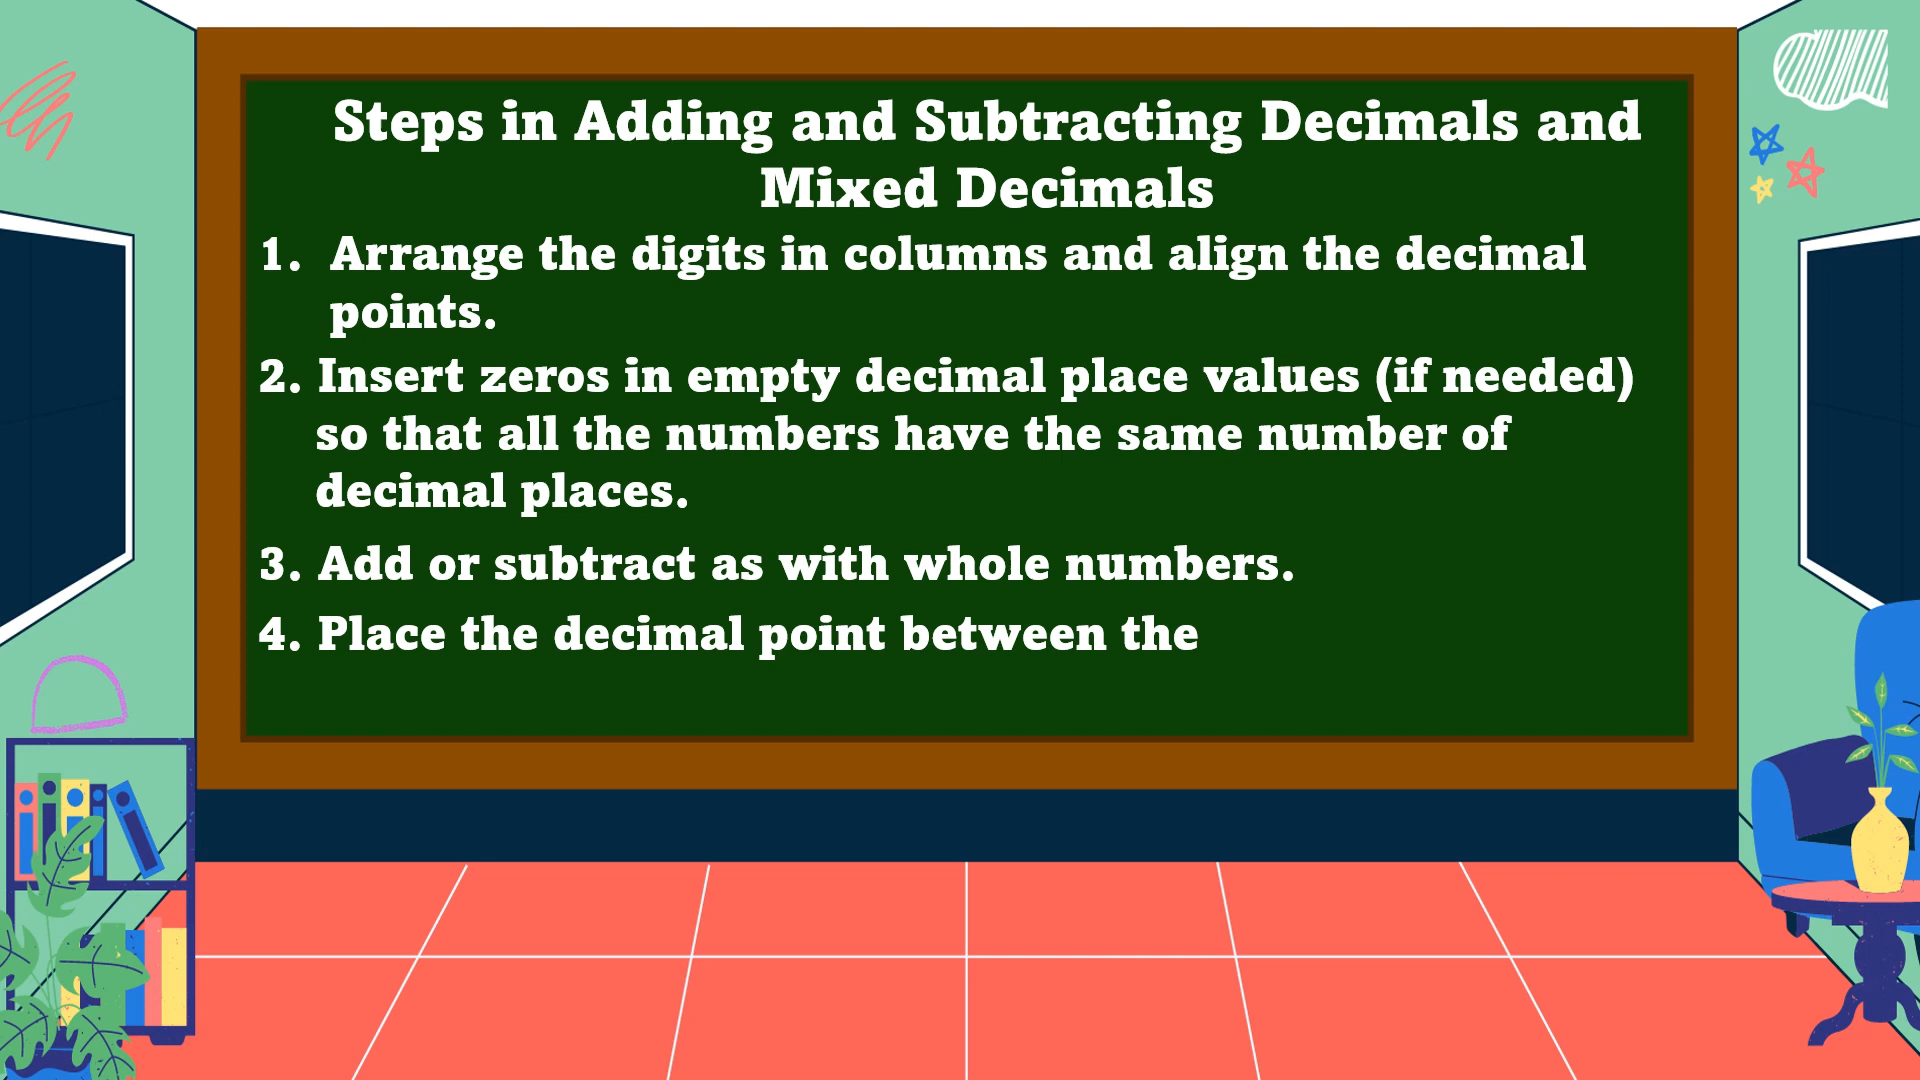 Steps in Adding and Subtracting Decimals and
Mixed Decimals
1. Arrange the digits in columns and align the decimal
points.
2. Insert zeros in empty decimal place values (if needed)
so that all the numbers have the same number of
decimal places.
3. Add or subtract as with whole numbers.
4. Place the decimal point between the